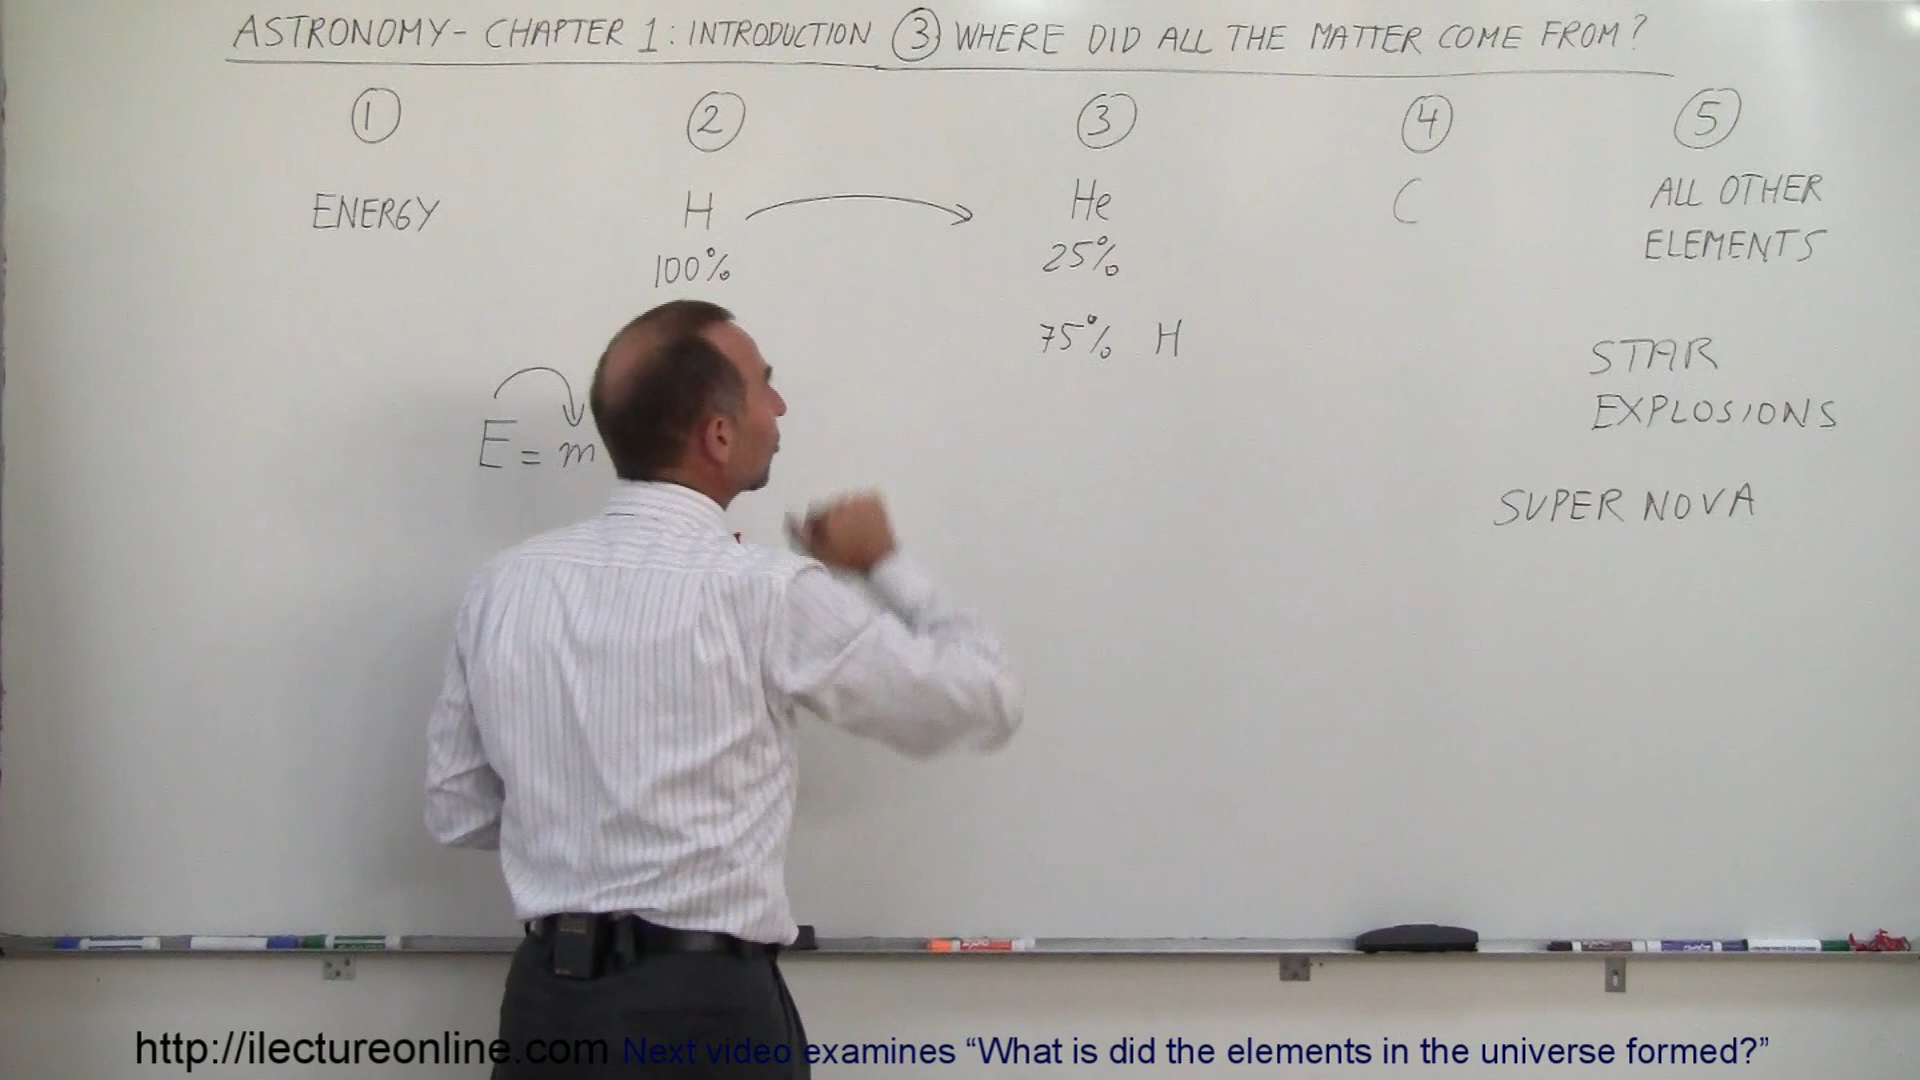 ASTRONOMY- CHAPTER 1: INTRODUCTION ③ WHERE DID ALL THE MATTER COME FROM?
① ② ③ ④ ⑤
ENERGY H He C ALL OTHER
ELEMENTS
100% 25%
75% H
STAR
EXPLOSIONS
E = m
SUPER NOVA
http://ilectureonline.com Next video examines “What is did the elements in the universe formed?”